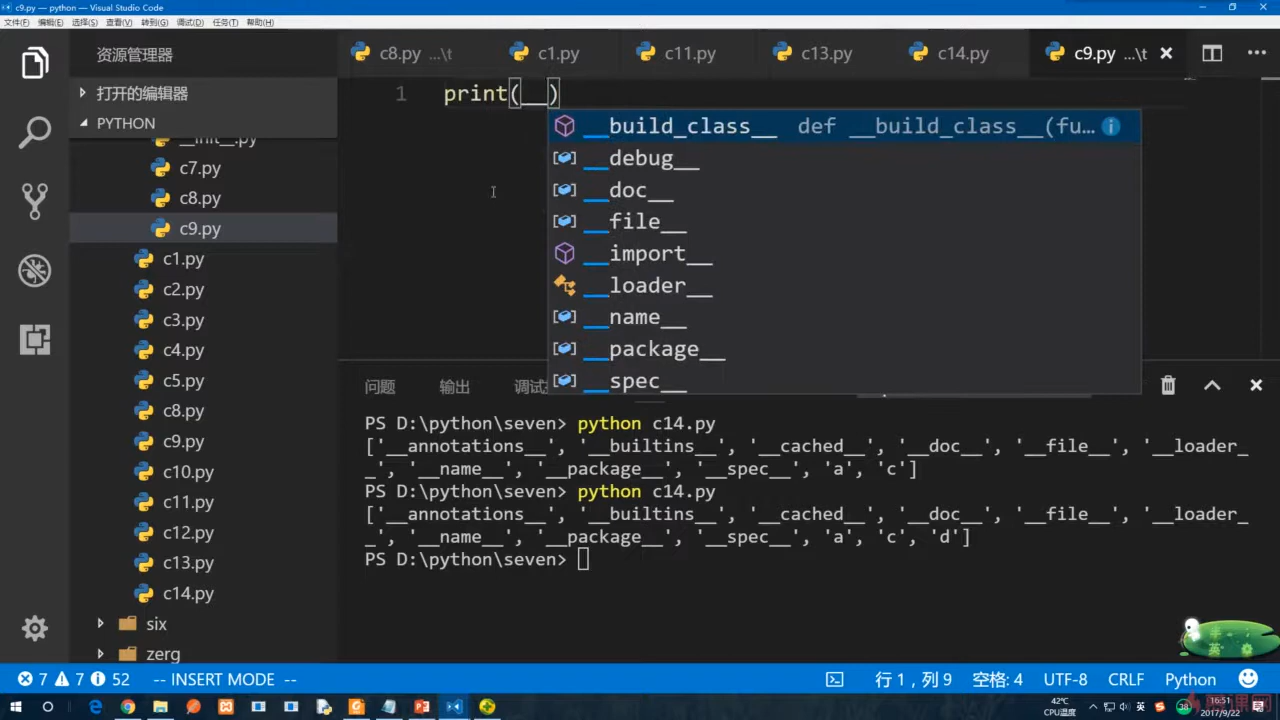 c9.py — python — Visual Studio Code
文件(F) 编辑(E) 选择(S) 查看(V) 转到(G) 调试(D) 任务(T) 帮助(H)
资源管理器
c8.py ...\t
c1.py
c11.py
c13.py
c14.py
c9.py ...\t
打开的编辑器
PYTHON
__init__.py
c7.py
c8.py
c9.py
c1.py
c2.py
c3.py
c4.py
c5.py
c8.py
c9.py
c10.py
c11.py
c12.py
c13.py
c14.py
six
zerg
1 print(__)
__build_class__ def __build_class__(fu...
__debug__
__doc__
__file__
__import__
__loader__
__name__
__package__
__spec__
问题 输出
PS D:\python\seven> python c14.py
['__annotations__', '__builtins__', '__cached__', '__doc__', '__file__', '__loader_
_', '__name__', '__package__', '__spec__', 'a', 'c']
PS D:\python\seven> python c14.py
['__annotations__', '__builtins__', '__cached__', '__doc__', '__file__', '__loader_
_', '__name__', '__package__', '__spec__', 'a', 'c', 'd']
PS D:\python\seven>
7 7 52 -- INSERT MODE --
行 1，列 9 空格: 4 UTF-8 CRLF Python
42℃
CPU温度
英
16:51
2017/9/22